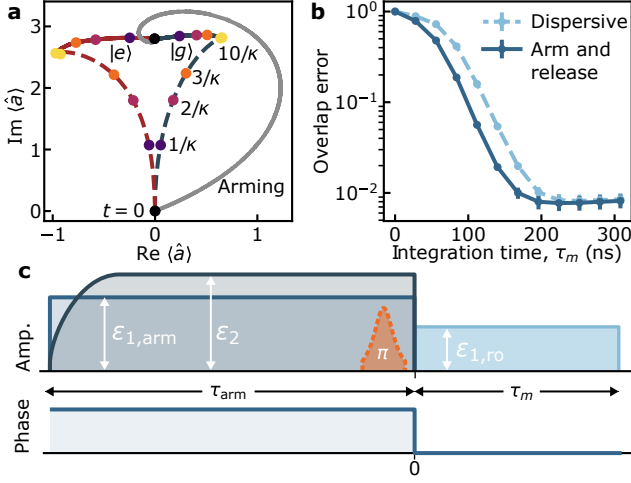 a
3
2
1
0
Im ⟨â⟩
|e⟩
|g⟩
10/κ
3/κ
2/κ
1/κ
Arming
t = 0
−1
0
1
Re ⟨â⟩
b
10⁰
10⁻¹
10⁻²
Overlap error
Dispersive
Arm and
release
0
100
200
300
Integration time, τm (ns)
c
Amp.
ε1,arm
ε2
π
ε1,ro
τarm
τm
Phase
0